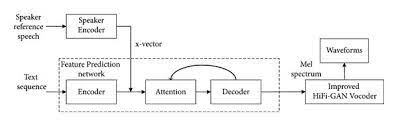 Speaker
reference
speech
Speaker
Encoder
x-vector
Waveforms
Feature Prediction
network
Mel
spectrum
Text
sequence
Encoder
Attention
Decoder
Improved
HiFi-GAN Vocoder